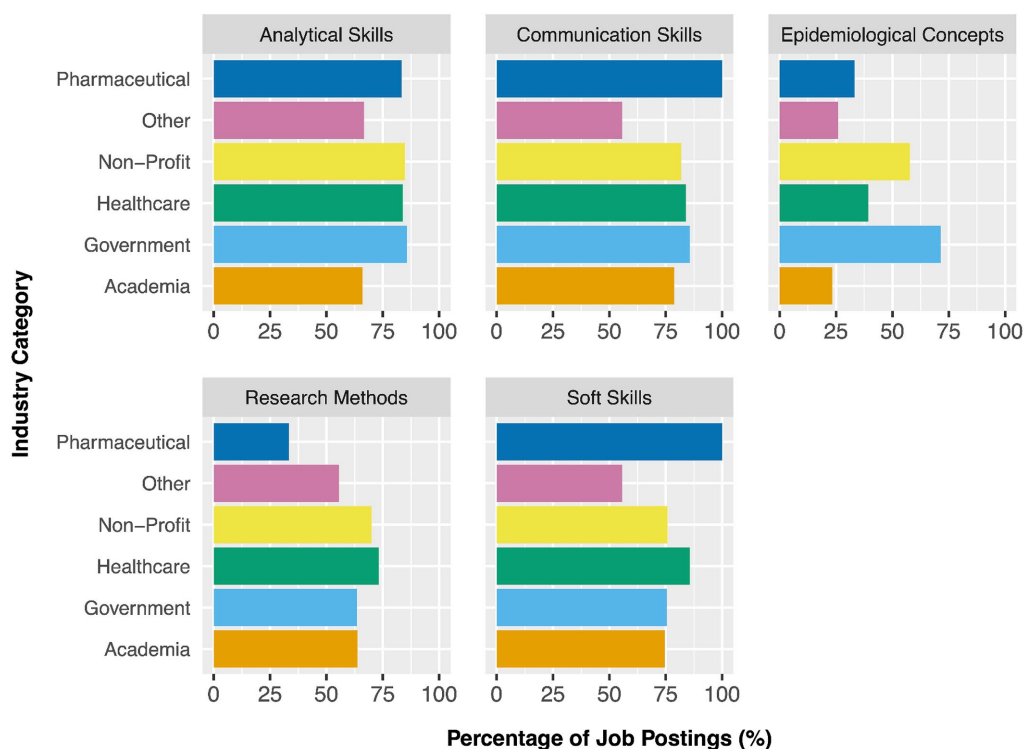 Analytical Skills
Communication Skills
Epidemiological Concepts
Pharmaceutical
Other
Non−Profit
Healthcare
Government
Academia
0 25 50 75 100
0 25 50 75 100
0 25 50 75 100
Industry Category
Research Methods
Soft Skills
Pharmaceutical
Other
Non−Profit
Healthcare
Government
Academia
0 25 50 75 100
0 25 50 75 100
Percentage of Job Postings (%)